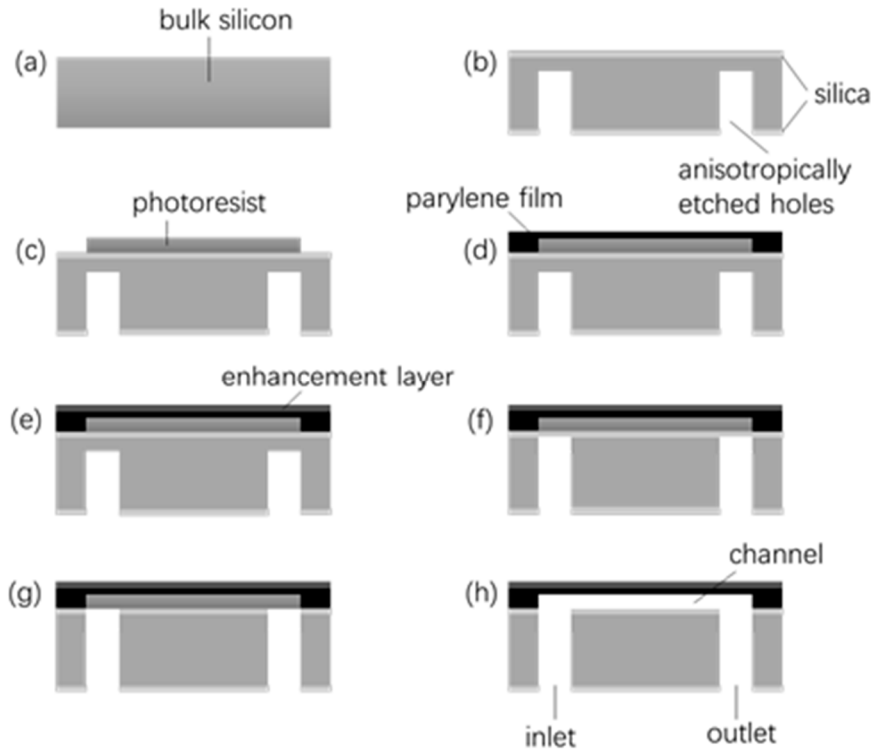 bulk silicon
(a)
(b)
silica
anisotropically
etched holes
photoresist
(c)
parylene film
(d)
enhancement layer
(e)
(f)
(g)
channel
(h)
inlet
outlet